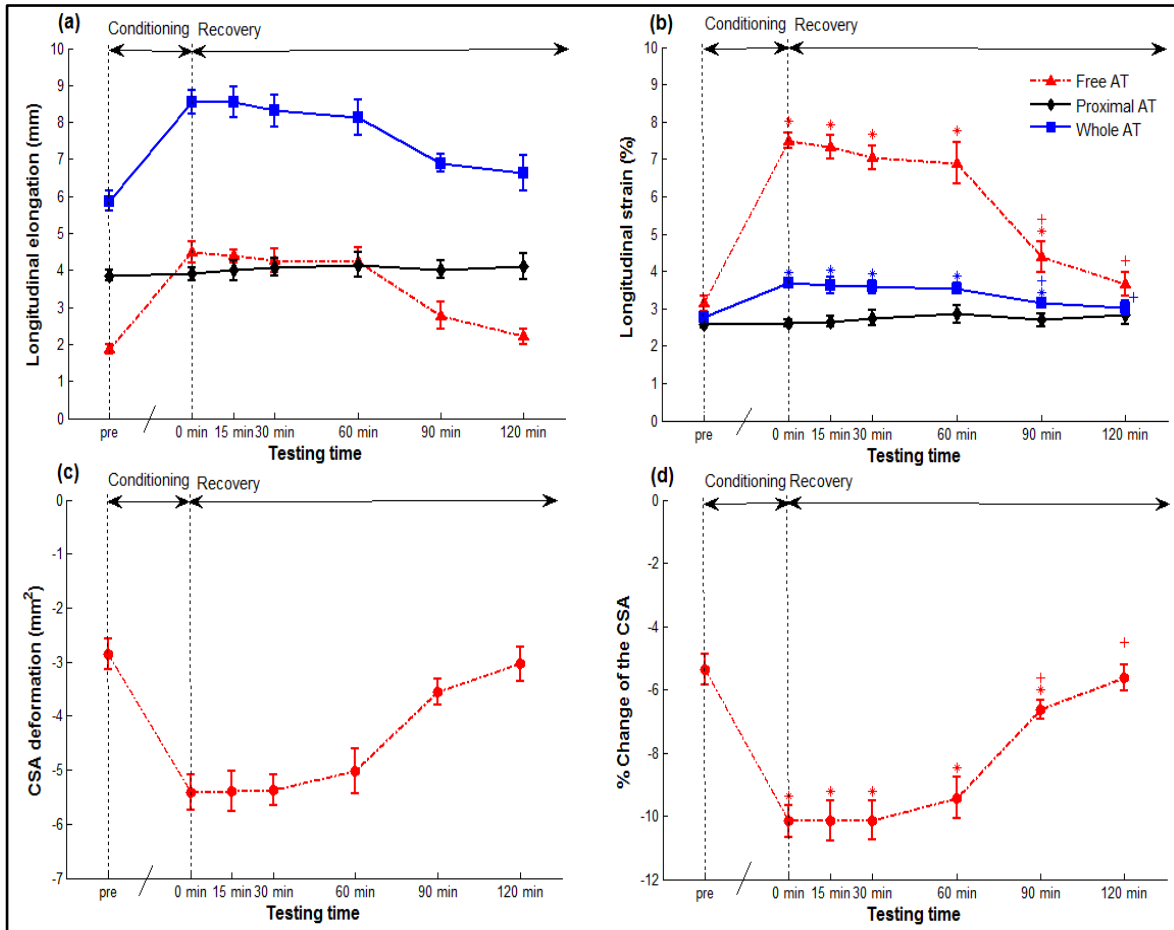 (a)
Conditioning Recovery
Longitudinal elongation (mm)
10
9
8
7
6
5
4
3
2
1
0
pre 0 min 15 min 30 min 60 min 90 min 120 min
Testing time
(b)
Conditioning Recovery
Longitudinal strain (%)
10
9
8
7
6
5
4
3
2
1
0
Free AT
Proximal AT
Whole AT
pre 0 min 15 min 30 min 60 min 90 min 120 min
Testing time
(c)
Conditioning Recovery
CSA deformation (mm²)
0
-1
-2
-3
-4
-5
-6
-7
pre 0 min 15 min 30 min 60 min 90 min 120 min
Testing time
(d)
Conditioning Recovery
% Change of the CSA
0
-2
-4
-6
-8
-10
-12
pre 0 min 15 min 30 min 60 min 90 min 120 min
Testing time